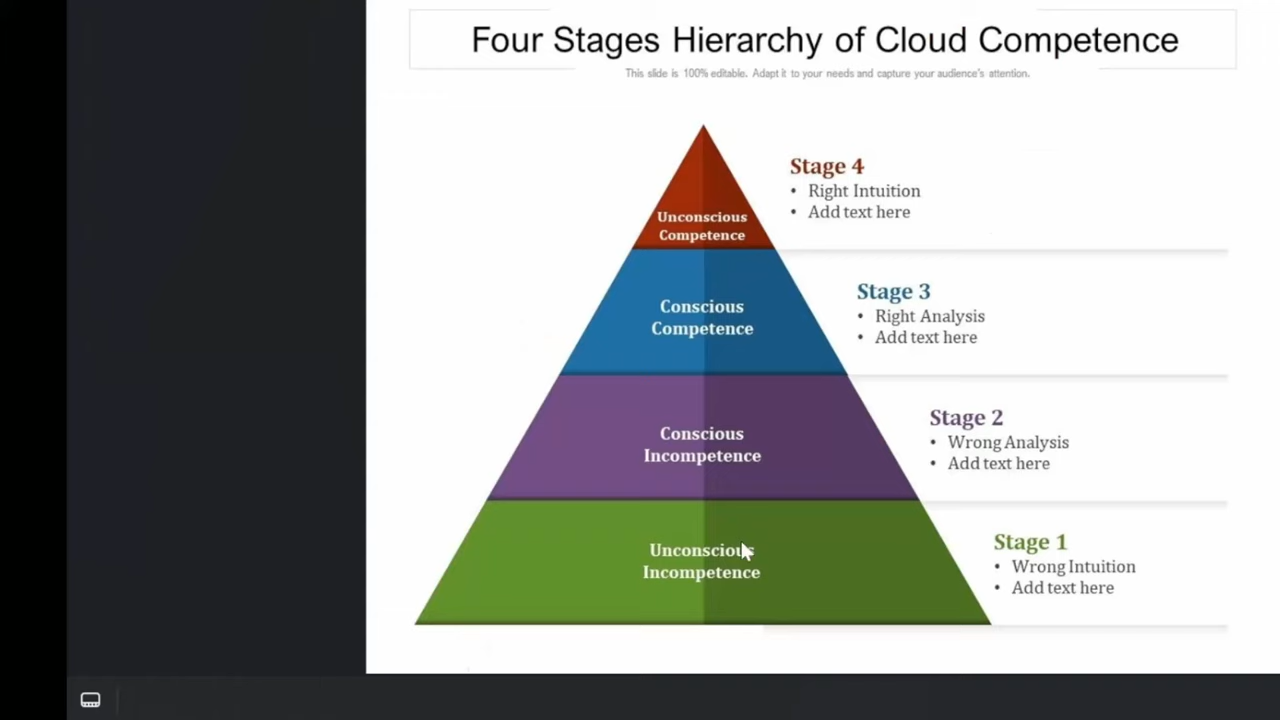 Four Stages Hierarchy of Cloud Competence
This slide is 100% editable. Adapt it to your needs and capture your audience's attention.
Unconscious
Competence
Stage 4
• Right Intuition
• Add text here
Conscious
Competence
Stage 3
• Right Analysis
• Add text here
Conscious
Incompetence
Stage 2
• Wrong Analysis
• Add text here
Unconscious
Incompetence
Stage 1
• Wrong Intuition
• Add text here